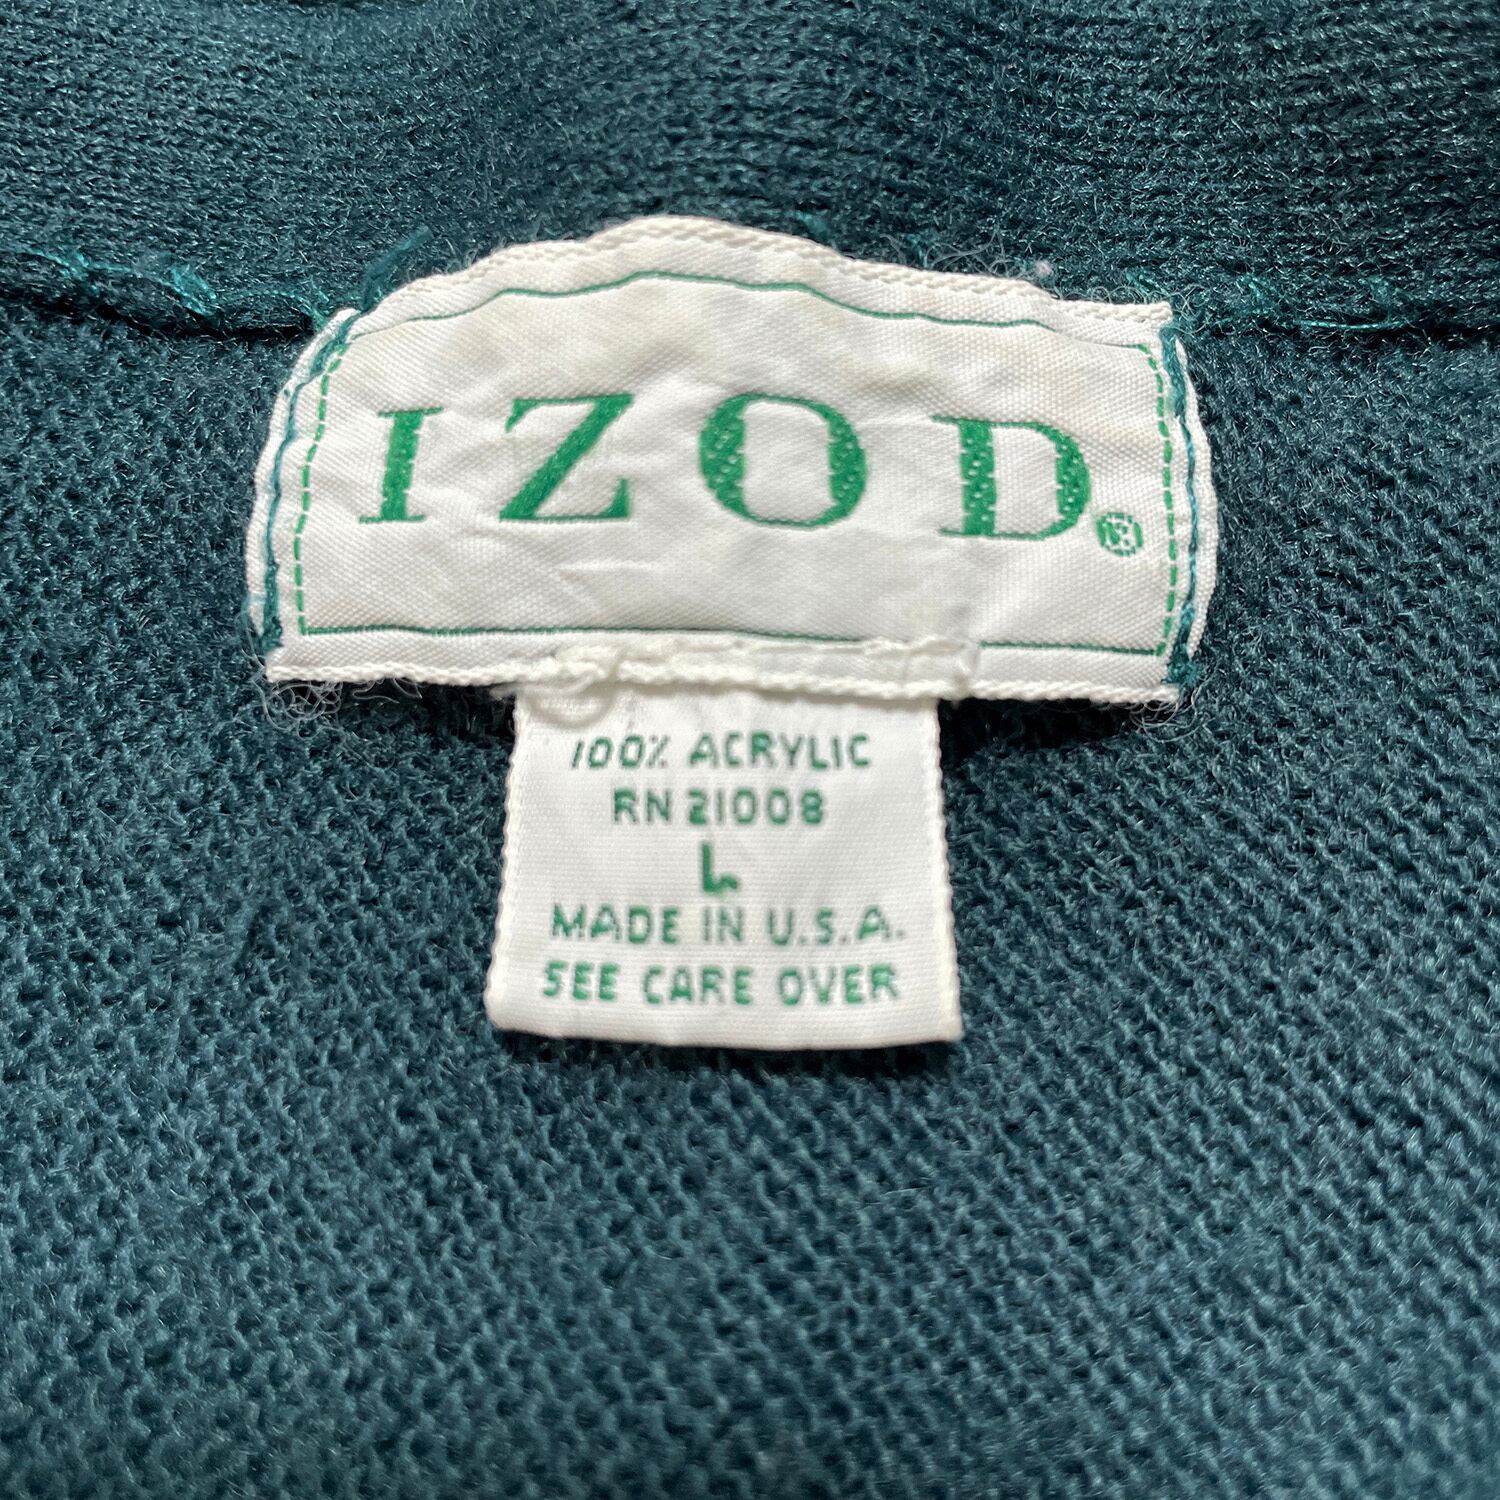 IZOD®
100% ACRYLIC
RN 21008
L
MADE IN U.S.A.
SEE CARE OVER